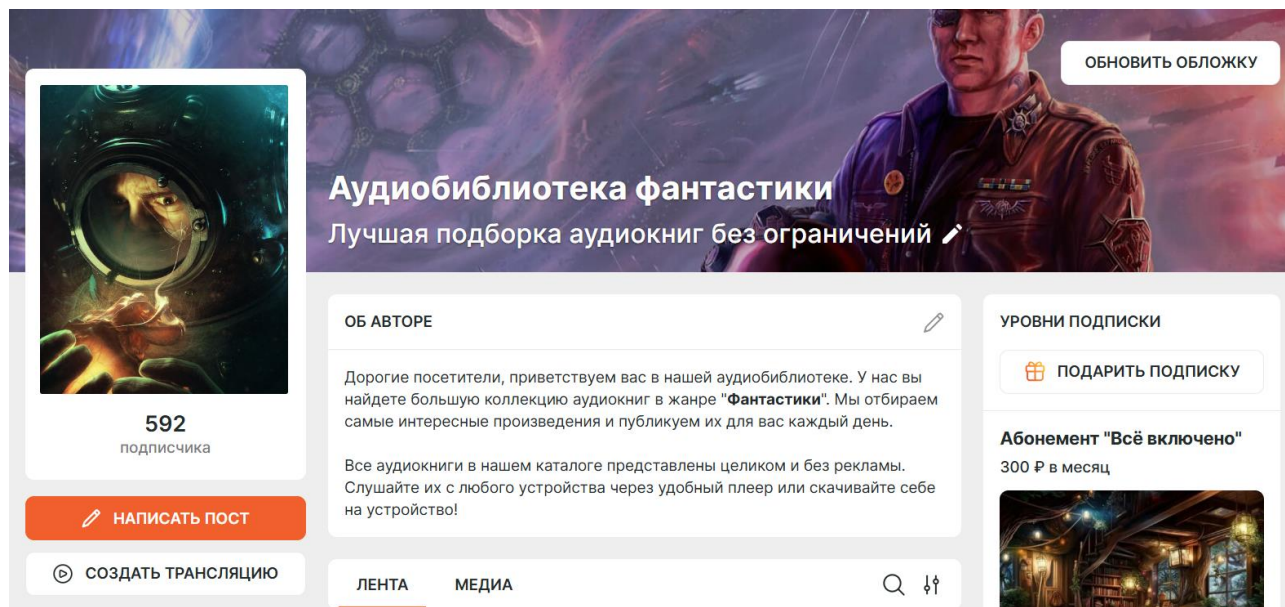 ОБНОВИТЬ ОБЛОЖКУ
Аудиобиблиотека фантастики
Лучшая подборка аудиокниг без ограничений
592
подписчика
НАПИСАТЬ ПОСТ
СОЗДАТЬ ТРАНСЛЯЦИЮ
ОБ АВТОРЕ
Дорогие посетители, приветствуем вас в нашей аудиобиблиотеке. У нас вы
найдете большую коллекцию аудиокниг в жанре "Фантастики". Мы отбираем
самые интересные произведения и публикуем их для вас каждый день.
Все аудиокниги в нашем каталоге представлены целиком и без рекламы.
Слушайте их с любого устройства через удобный плеер или скачивайте себе
на устройство!
ЛЕНТА МЕДИА
УРОВНИ ПОДПИСКИ
ПОДАРИТЬ ПОДПИСКУ
Абонемент "Всё включено"
300 ₽ в месяц